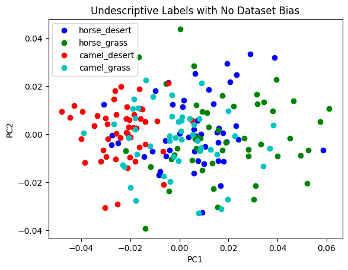 Undescriptive Labels with No Dataset Bias
horse_desert
horse_grass
camel_desert
camel_grass
0.04
0.02
0.00
−0.02
−0.04
PC2
−0.04 −0.02 0.00 0.02 0.04 0.06
PC1